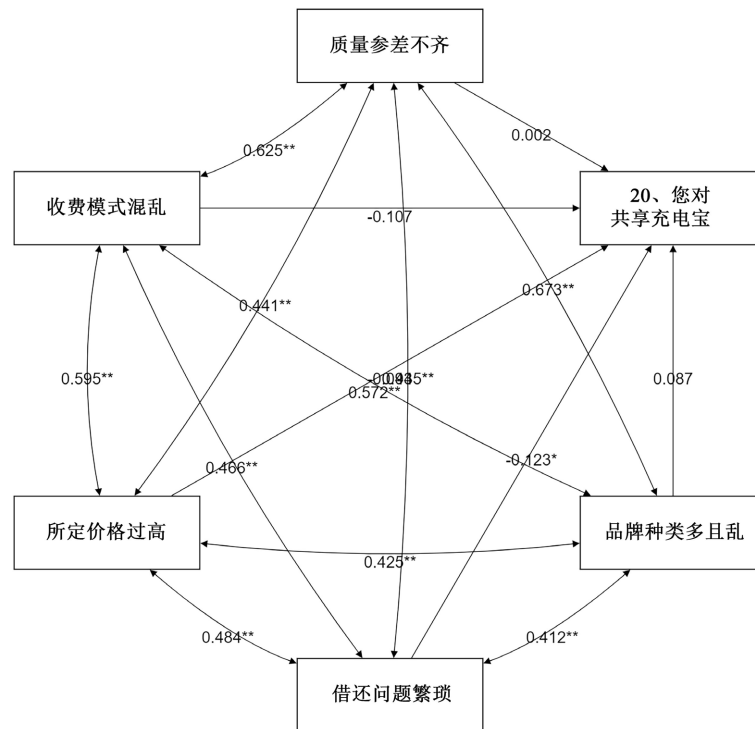 质量参差不齐
0.625**
0.002
收费模式混乱
20、您对
共享充电宝
-0.107
0.441**
0.673**
0.595**
0.572**
0.087
0.466**
-0.123*
所定价格过高
品牌种类多且乱
0.425**
0.484**
0.412**
借还问题繁琐